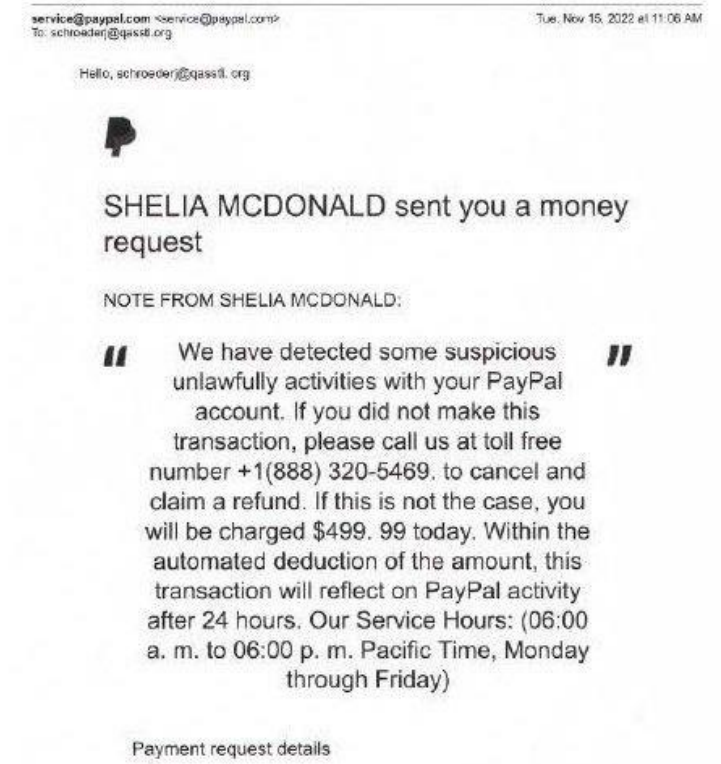 service@paypal.com <service@paypal.com>
Tue, Nov 15, 2022 at 11:06 AM
To: schroederj@qasstl.org
Hello, schroederj@qasstl. org
SHELIA MCDONALD sent you a money
request
NOTE FROM SHELIA MCDONALD:
" We have detected some suspicious "
unlawfully activities with your PayPal
account. If you did not make this
transaction, please call us at toll free
number +1(888) 320-5469. to cancel and
claim a refund. If this is not the case, you
will be charged $499. 99 today. Within the
automated deduction of the amount, this
transaction will reflect on PayPal activity
after 24 hours. Our Service Hours: (06:00
a. m. to 06:00 p. m. Pacific Time, Monday
through Friday)
Payment request details